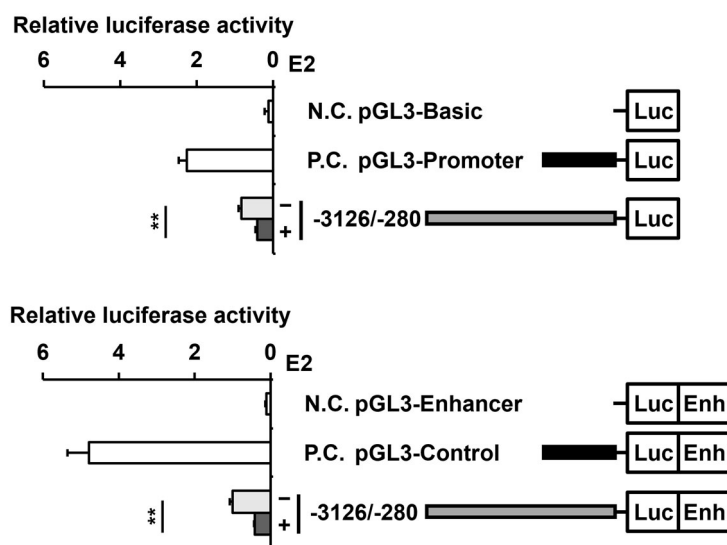 Relative luciferase activity
6 4 2 0 E2
N.C. pGL3-Basic Luc
P.C. pGL3-Promoter Luc
** − + -3126/-280 Luc
Relative luciferase activity
6 4 2 0 E2
N.C. pGL3-Enhancer Luc Enh
P.C. pGL3-Control Luc Enh
** − + -3126/-280 Luc Enh